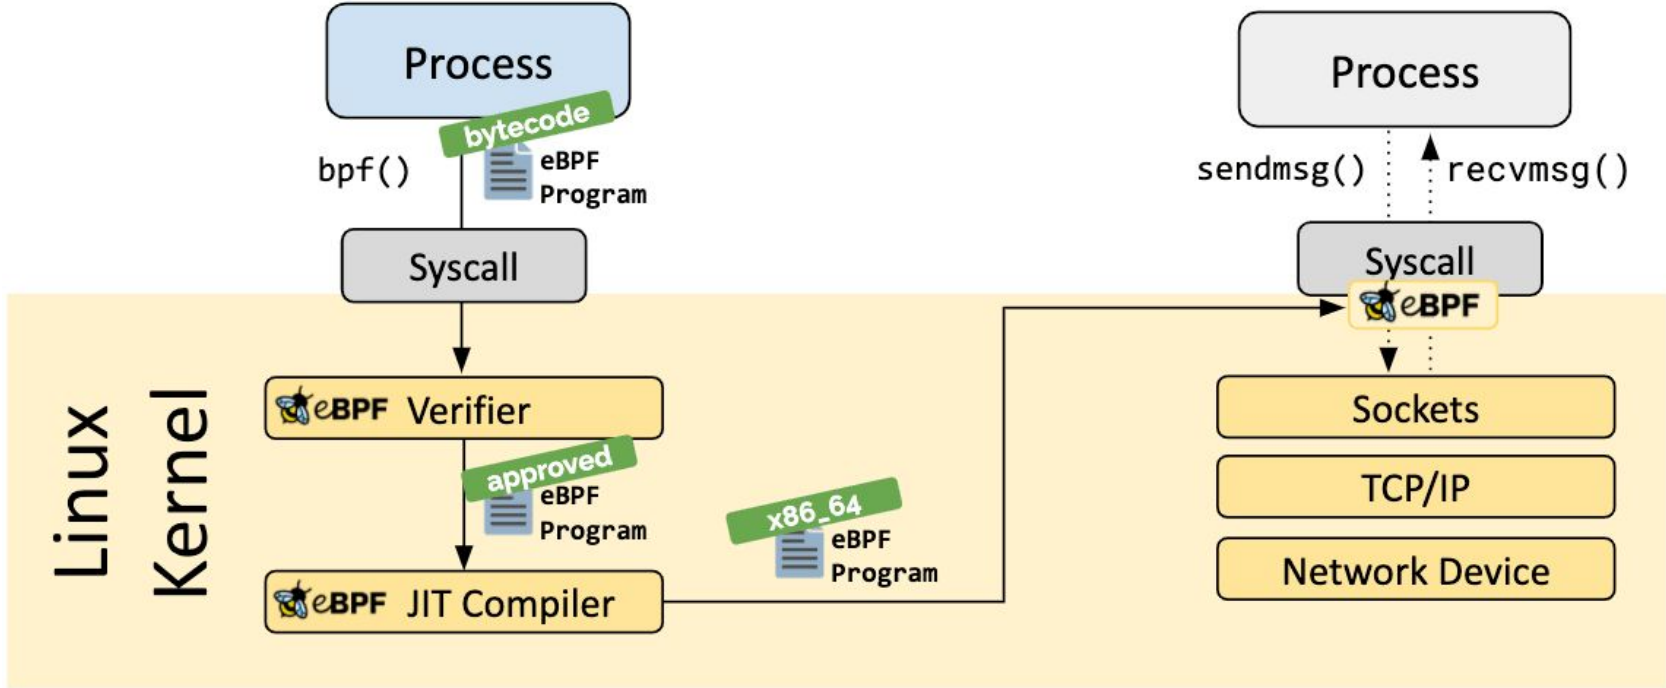 Process
bytecode
bpf()
eBPF
Program
Syscall
Linux
Kernel
eBPF Verifier
approved
eBPF
Program
eBPF JIT Compiler
x86_64
eBPF
Program
Process
sendmsg()
recvmsg()
Syscall
eBPF
Sockets
TCP/IP
Network Device